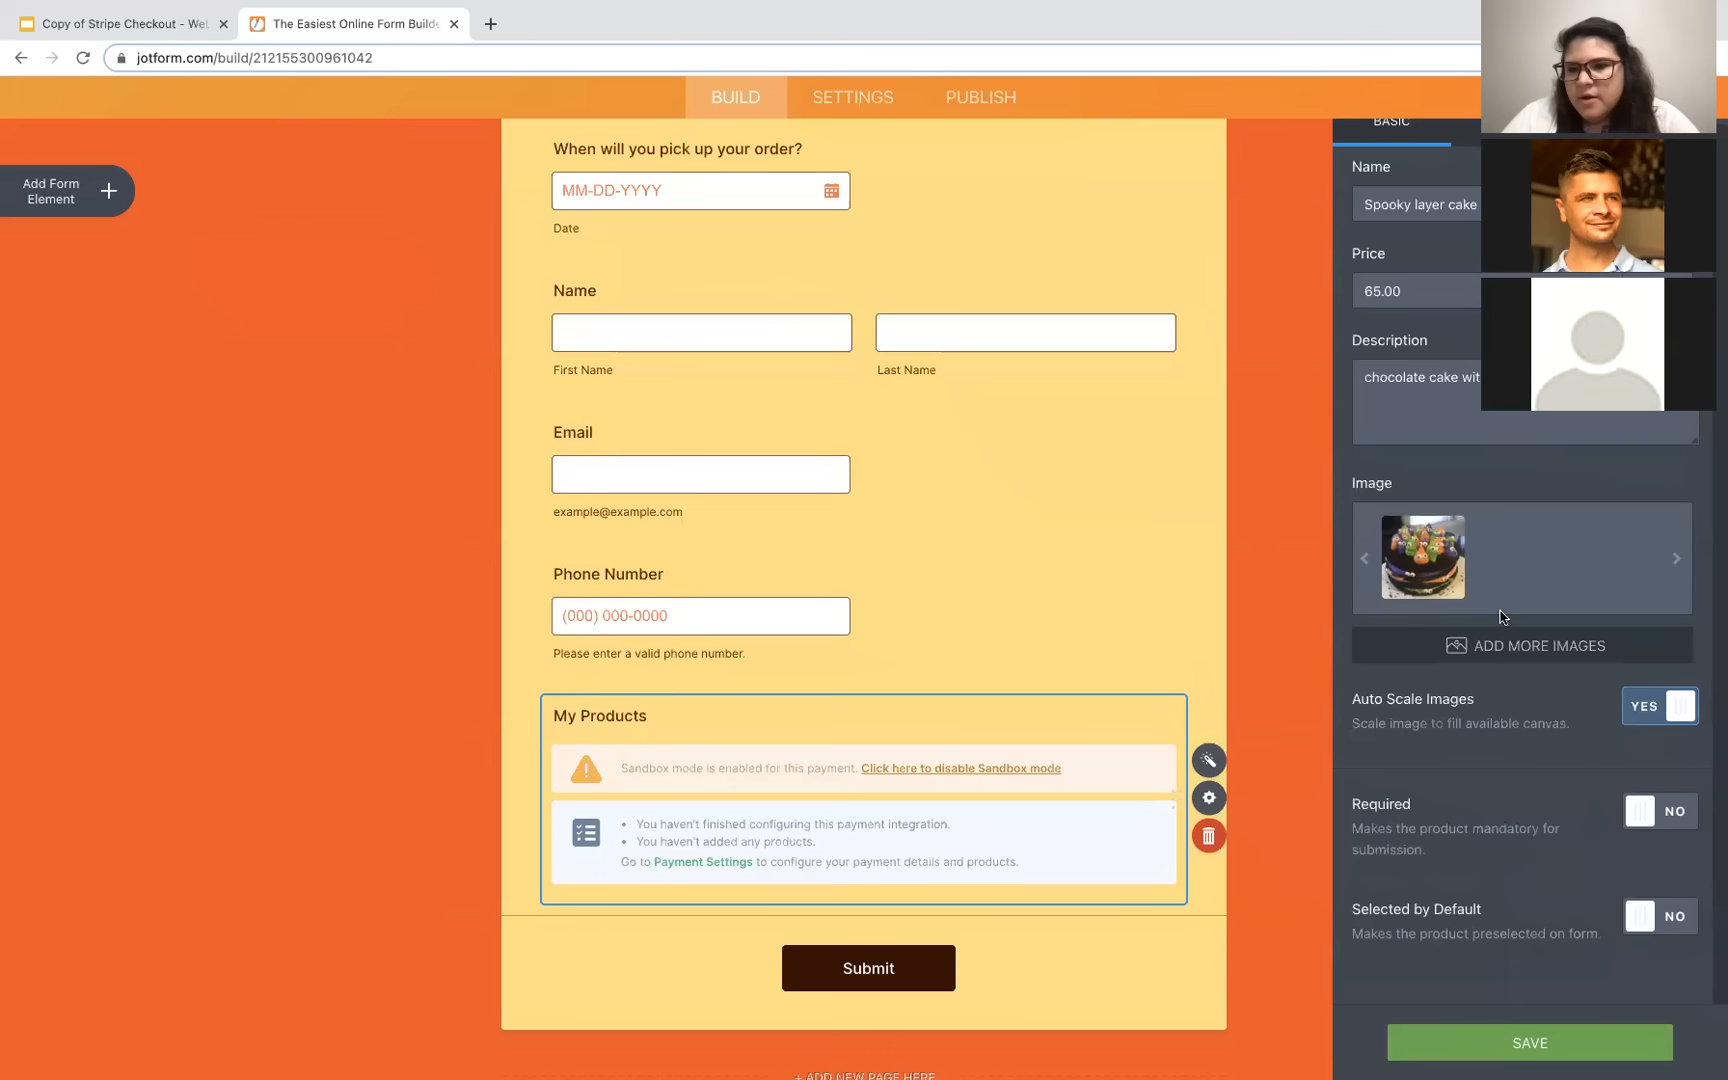 Copy of Stripe Checkout - We
The Easiest Online Form Builde
jotform.com/build/212155300961042
BUILD
SETTINGS
PUBLISH
Add Form
Element
When will you pick up your order?
MM-DD-YYYY
Date
Name
First Name
Last Name
Email
example@example.com
Phone Number
(000) 000-0000
Please enter a valid phone number.
My Products
Sandbox mode is enabled for this payment. Click here to disable Sandbox mode
• You haven't finished configuring this payment integration.
• You haven't added any products.
Go to Payment Settings to configure your payment details and products.
Submit
+ ADD NEW PAGE HERE
BASIC
Name
Spooky layer cake
Price
65.00
Description
chocolate cake wit
Image
ADD MORE IMAGES
Auto Scale Images
YES
Scale image to fill available canvas.
Required
NO
Makes the product mandatory for
submission.
Selected by Default
NO
Makes the product preselected on form.
SAVE